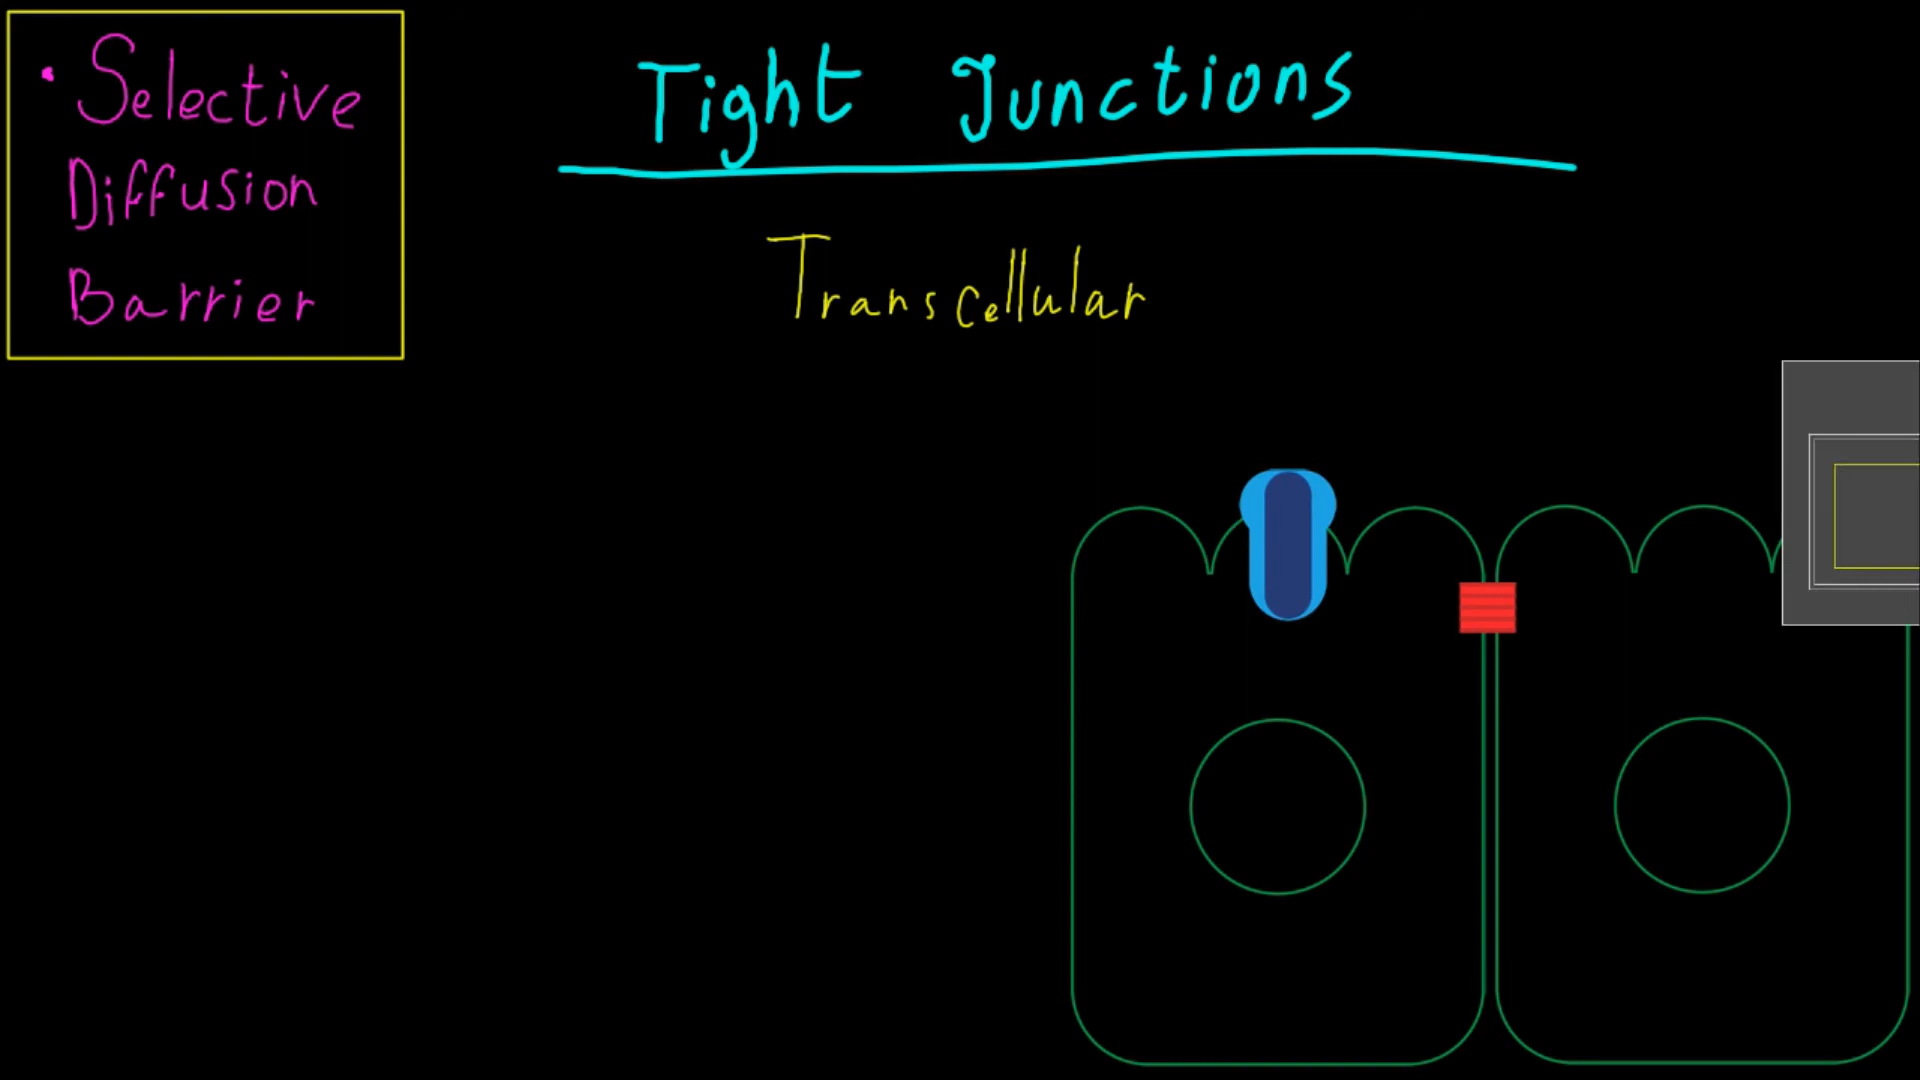 Tight Junctions
• Selective
Diffusion
Barrier
Transcellular